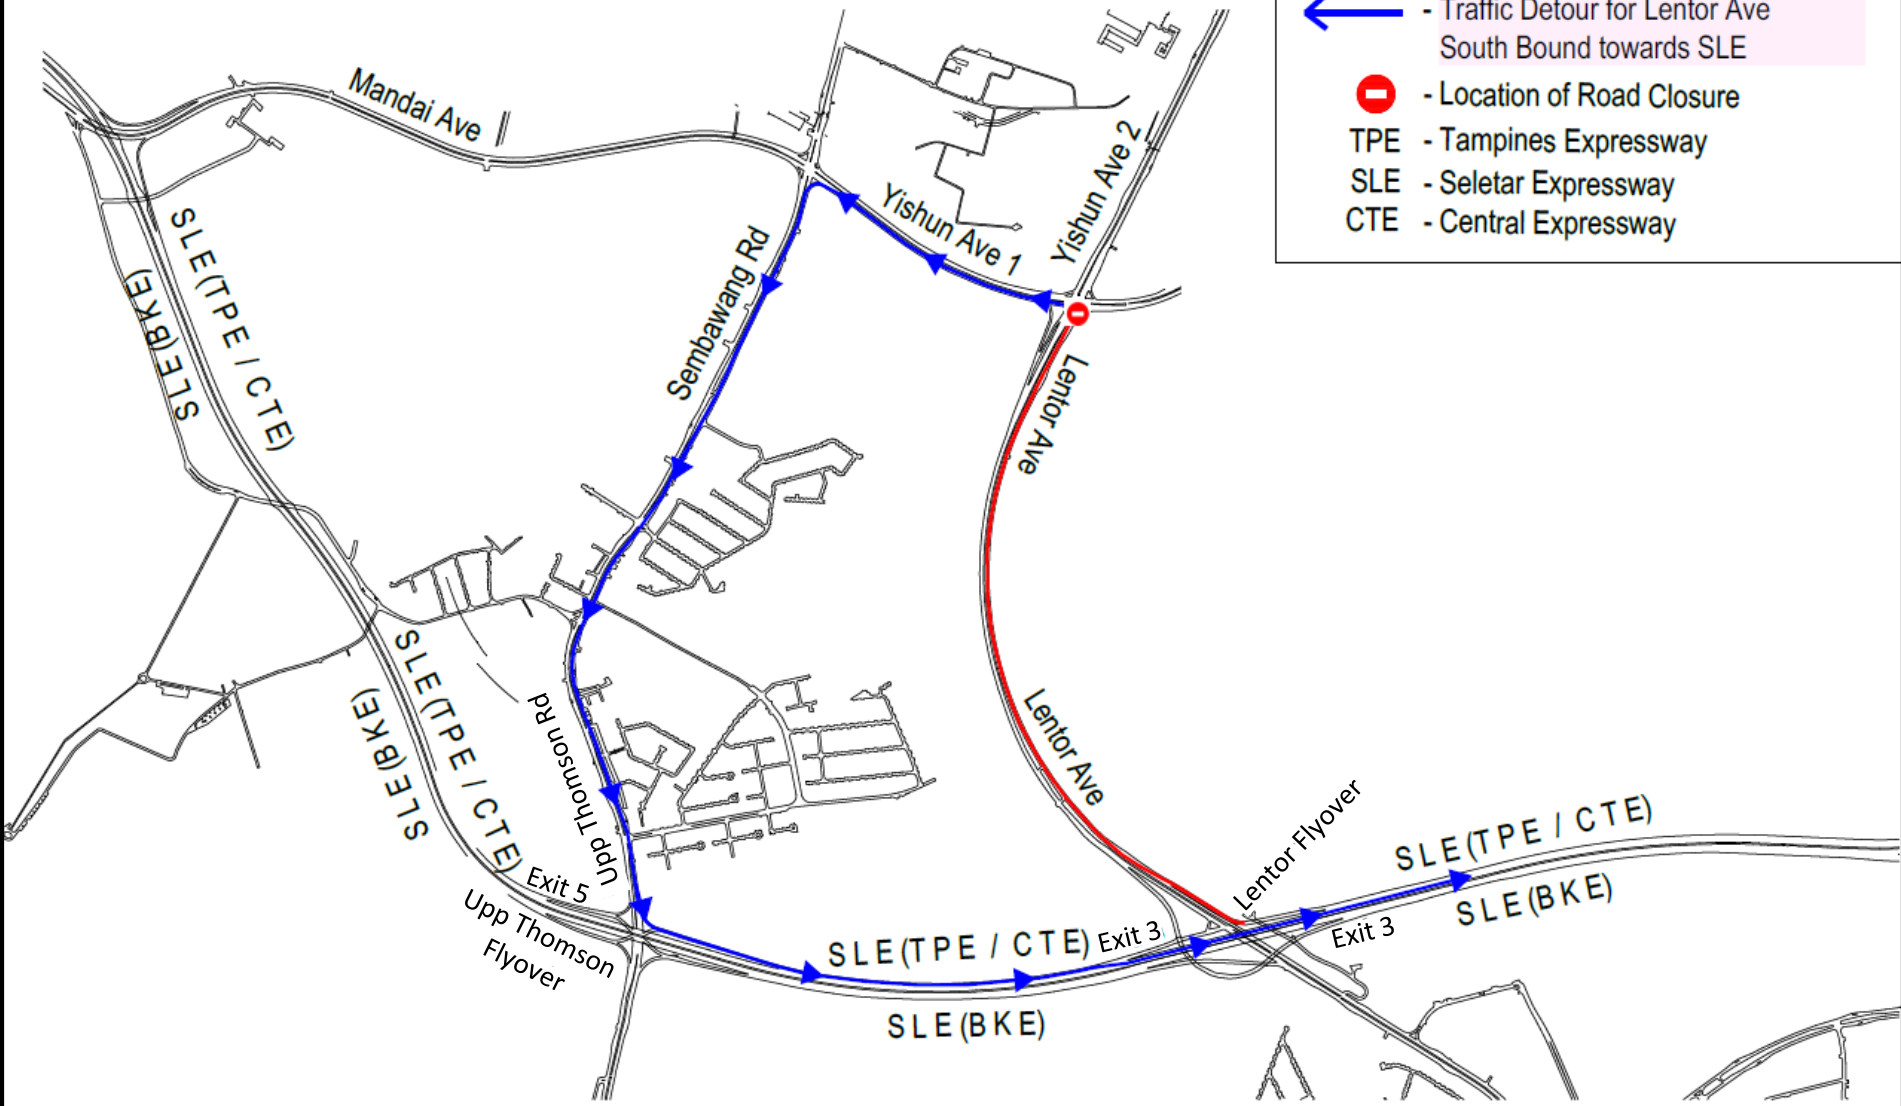 - Traffic Detour for Lentor Ave
South Bound towards SLE
- Location of Road Closure
TPE - Tampines Expressway
SLE - Seletar Expressway
CTE - Central Expressway
Mandai Ave
Yishun Ave 2
Yishun Ave 1
Sembawang Rd
SLE(TPE / CTE)
SLE(BKE)
Lentor Ave
SLE(TPE / CTE)
SLE(BKE)
Upp Thomson Rd
Lentor Ave
Lentor Flyover
Exit 5
Upp Thomson
Flyover
SLE(TPE / CTE)
Exit 3
SLE(BKE)
SLE(TPE / CTE)
SLE(BKE)
Exit 3